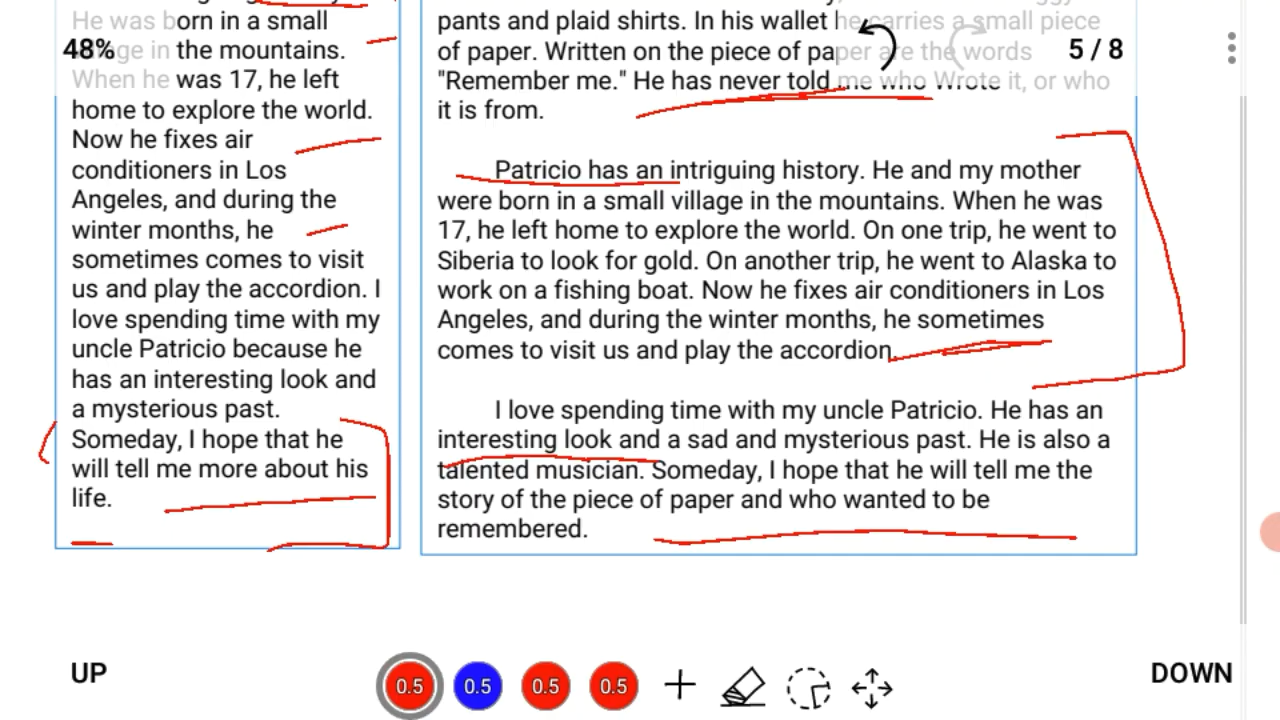 He was born in a small
48% village in the mountains.
When he was 17, he left
home to explore the world.
Now he fixes air
conditioners in Los
Angeles, and during the
winter months, he
sometimes comes to visit
us and play the accordion. I
love spending time with my
uncle Patricio because he
has an interesting look and
a mysterious past.
Someday, I hope that he
will tell me more about his
life.
pants and plaid shirts. In his wallet he carries a small piece
of paper. Written on the piece of paper are the words
5 / 8
"Remember me." He has never told me who Wrote it, or who
it is from.
Patricio has an intriguing history. He and my mother
were born in a small village in the mountains. When he was
17, he left home to explore the world. On one trip, he went to
Siberia to look for gold. On another trip, he went to Alaska to
work on a fishing boat. Now he fixes air conditioners in Los
Angeles, and during the winter months, he sometimes
comes to visit us and play the accordion.
I love spending time with my uncle Patricio. He has an
interesting look and a sad and mysterious past. He is also a
talented musician. Someday, I hope that he will tell me the
story of the piece of paper and who wanted to be
remembered.
UP
0.5 0.5 0.5 0.5
DOWN